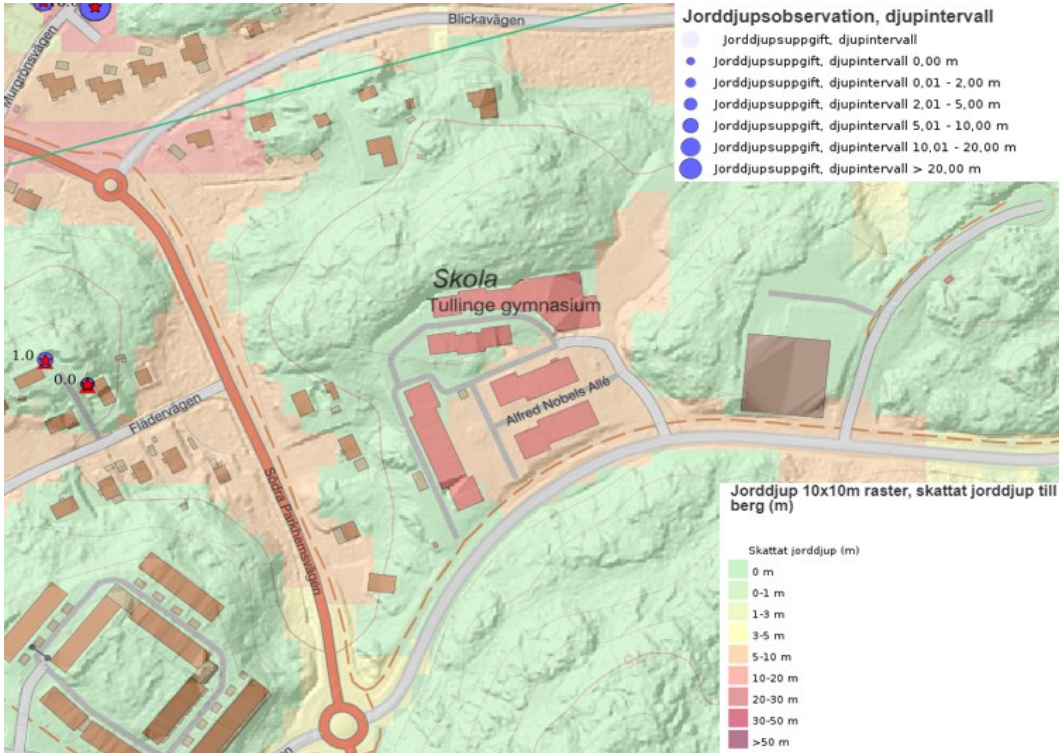 10.0
Blickavägen
Murgrönsvägen
Jorddjupsobservation, djupintervall
Jorddjupsuppgift, djupintervall
Jorddjupsuppgift, djupintervall 0,00 m
Jorddjupsuppgift, djupintervall 0,01 - 2,00 m
Jorddjupsuppgift, djupintervall 2,01 - 5,00 m
Jorddjupsuppgift, djupintervall 5,01 - 10,00 m
Jorddjupsuppgift, djupintervall 10,01 - 20,00 m
Jorddjupsuppgift, djupintervall > 20,00 m
Skola
Tullinge gymnasium
1.0
0.0
Alfred Nobels Allé
Flädervägen
Södra Parkhemsvägen
Jorddjup 10x10m raster, skattat jorddjup till
berg (m)
Skattat jorddjup (m)
0 m
0-1 m
1-3 m
3-5 m
5-10 m
10-20 m
20-30 m
30-50 m
>50 m